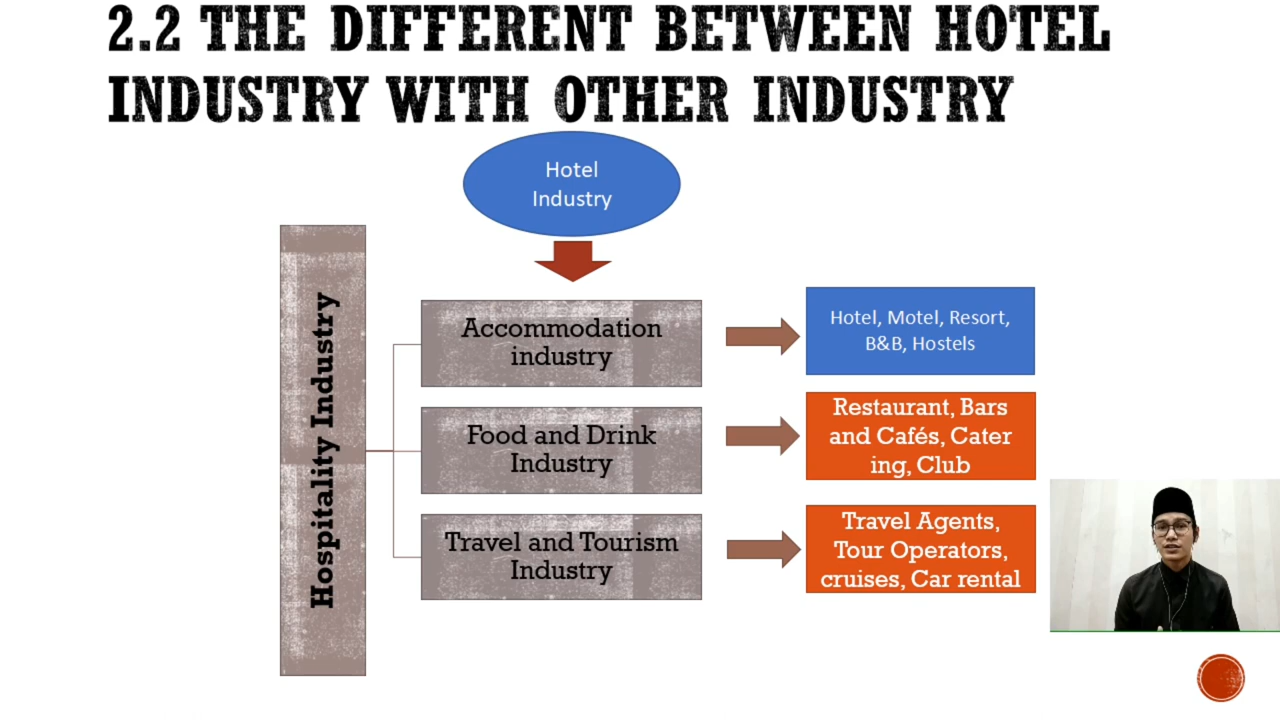 2.2 THE DIFFERENT BETWEEN HOTEL
INDUSTRY WITH OTHER INDUSTRY
Hotel
Industry
Hospitality Industry
Accommodation
industry
Hotel, Motel, Resort,
B&B, Hostels
Food and Drink
Industry
Restaurant, Bars
and Cafés, Cater
ing, Club
Travel and Tourism
Industry
Travel Agents,
Tour Operators,
cruises, Car rental